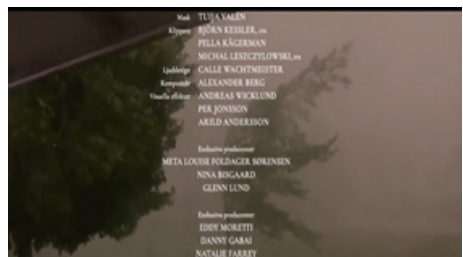 Mask TUIJA VALÉN
Klippare BJÖRN KESSLER, sfk
PELLA KÅGERMAN
MICHAL LESZCZYLOWSKI, sfk
Ljuddesign CALLE WACHTMEISTER
Kompositör ALEXANDER BERG
Visuella effekter ANDREAS WICKLUND
PER JONSSON
ARILD ANDERSSON
Exekutiva producenter
META LOUISE FOLDAGER SØRENSEN
NINA BISGAARD
GLENN LUND
Exekutiva producenter
EDDY MORETTI
DANNY GABAI
NATALIE FARREY